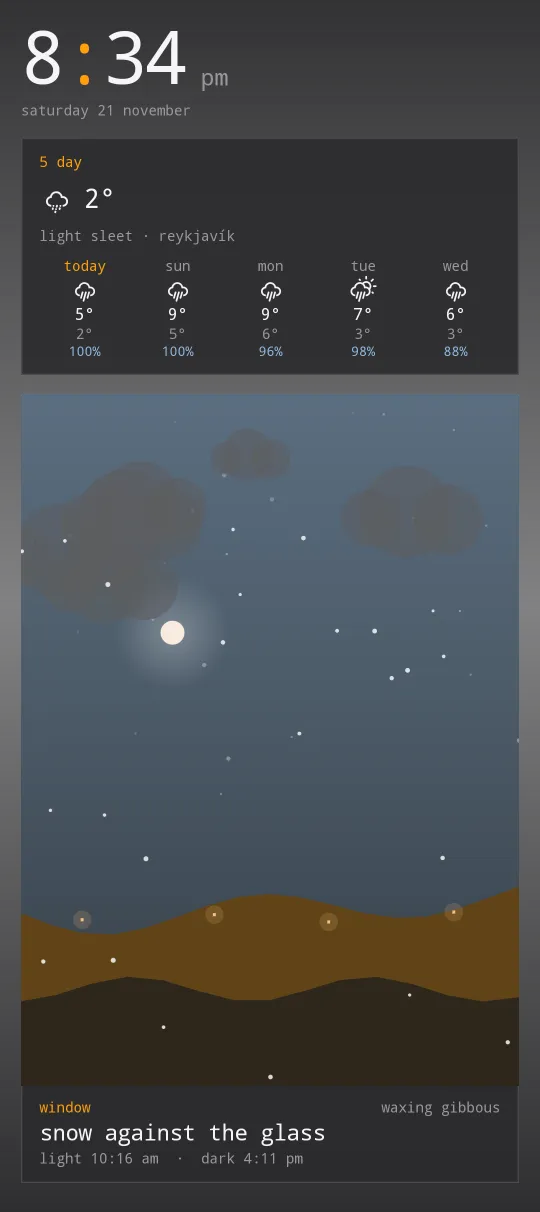 8:34 pm
saturday 21 november
5 day
2°
light sleet · reykjavík
today sun mon tue wed
5° 9° 9° 7° 6°
2° 5° 6° 3° 3°
100% 100% 96% 98% 88%
window waxing gibbous
snow against the glass
light 10:16 am · dark 4:11 pm